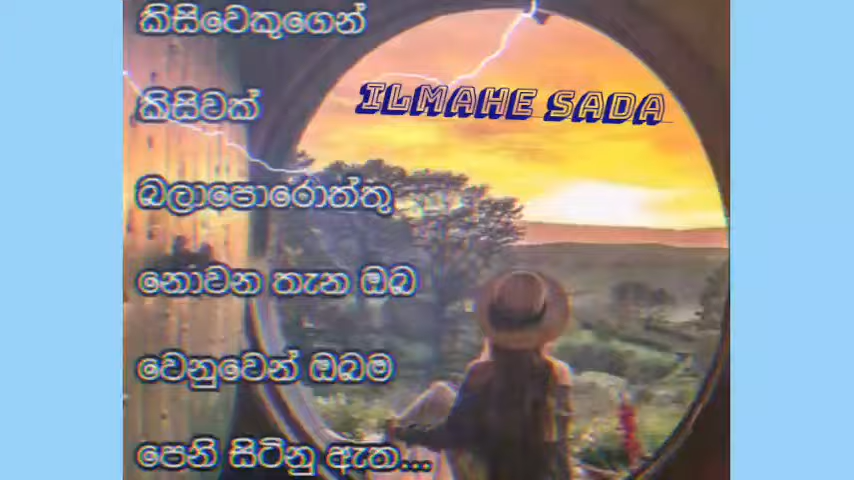 කිසිවෙකුගෙන්
කිසිවක්
ILMAHE SADA
බලාපොරොත්තු
නොවන තැන ඔබ
වෙනුවෙන් ඔබම
පෙනි සිටිනු ඇත...